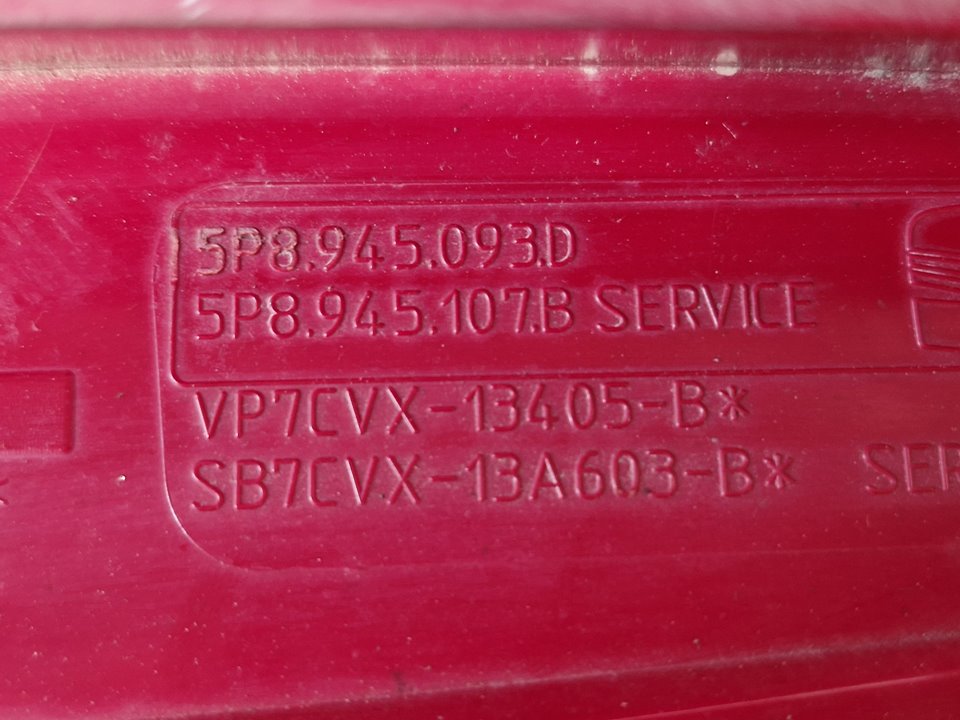 5P8.945.093.D
5P8.945.107.B SERVICE
VP7CVX-13405-B*
SB7CVX-13A603-B*
*